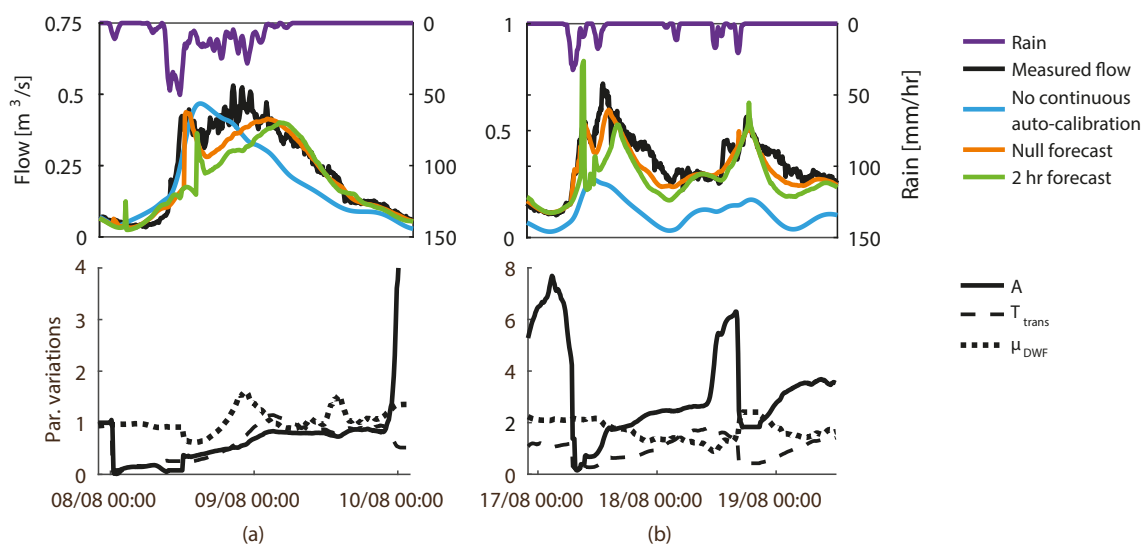 0.75
0.5
0.25
0
Flow [m³/s]
0
50
100
150
1
0.5
0
0
50
100
150
Rain [mm/hr]
Rain
Measured flow
No continuous
auto-calibration
Null forecast
2 hr forecast
4
3
2
1
0
Par. variations
08/08 00:00
09/08 00:00
10/08 00:00
(a)
8
6
4
2
0
17/08 00:00
18/08 00:00
19/08 00:00
(b)
A
T trans
μ DWF